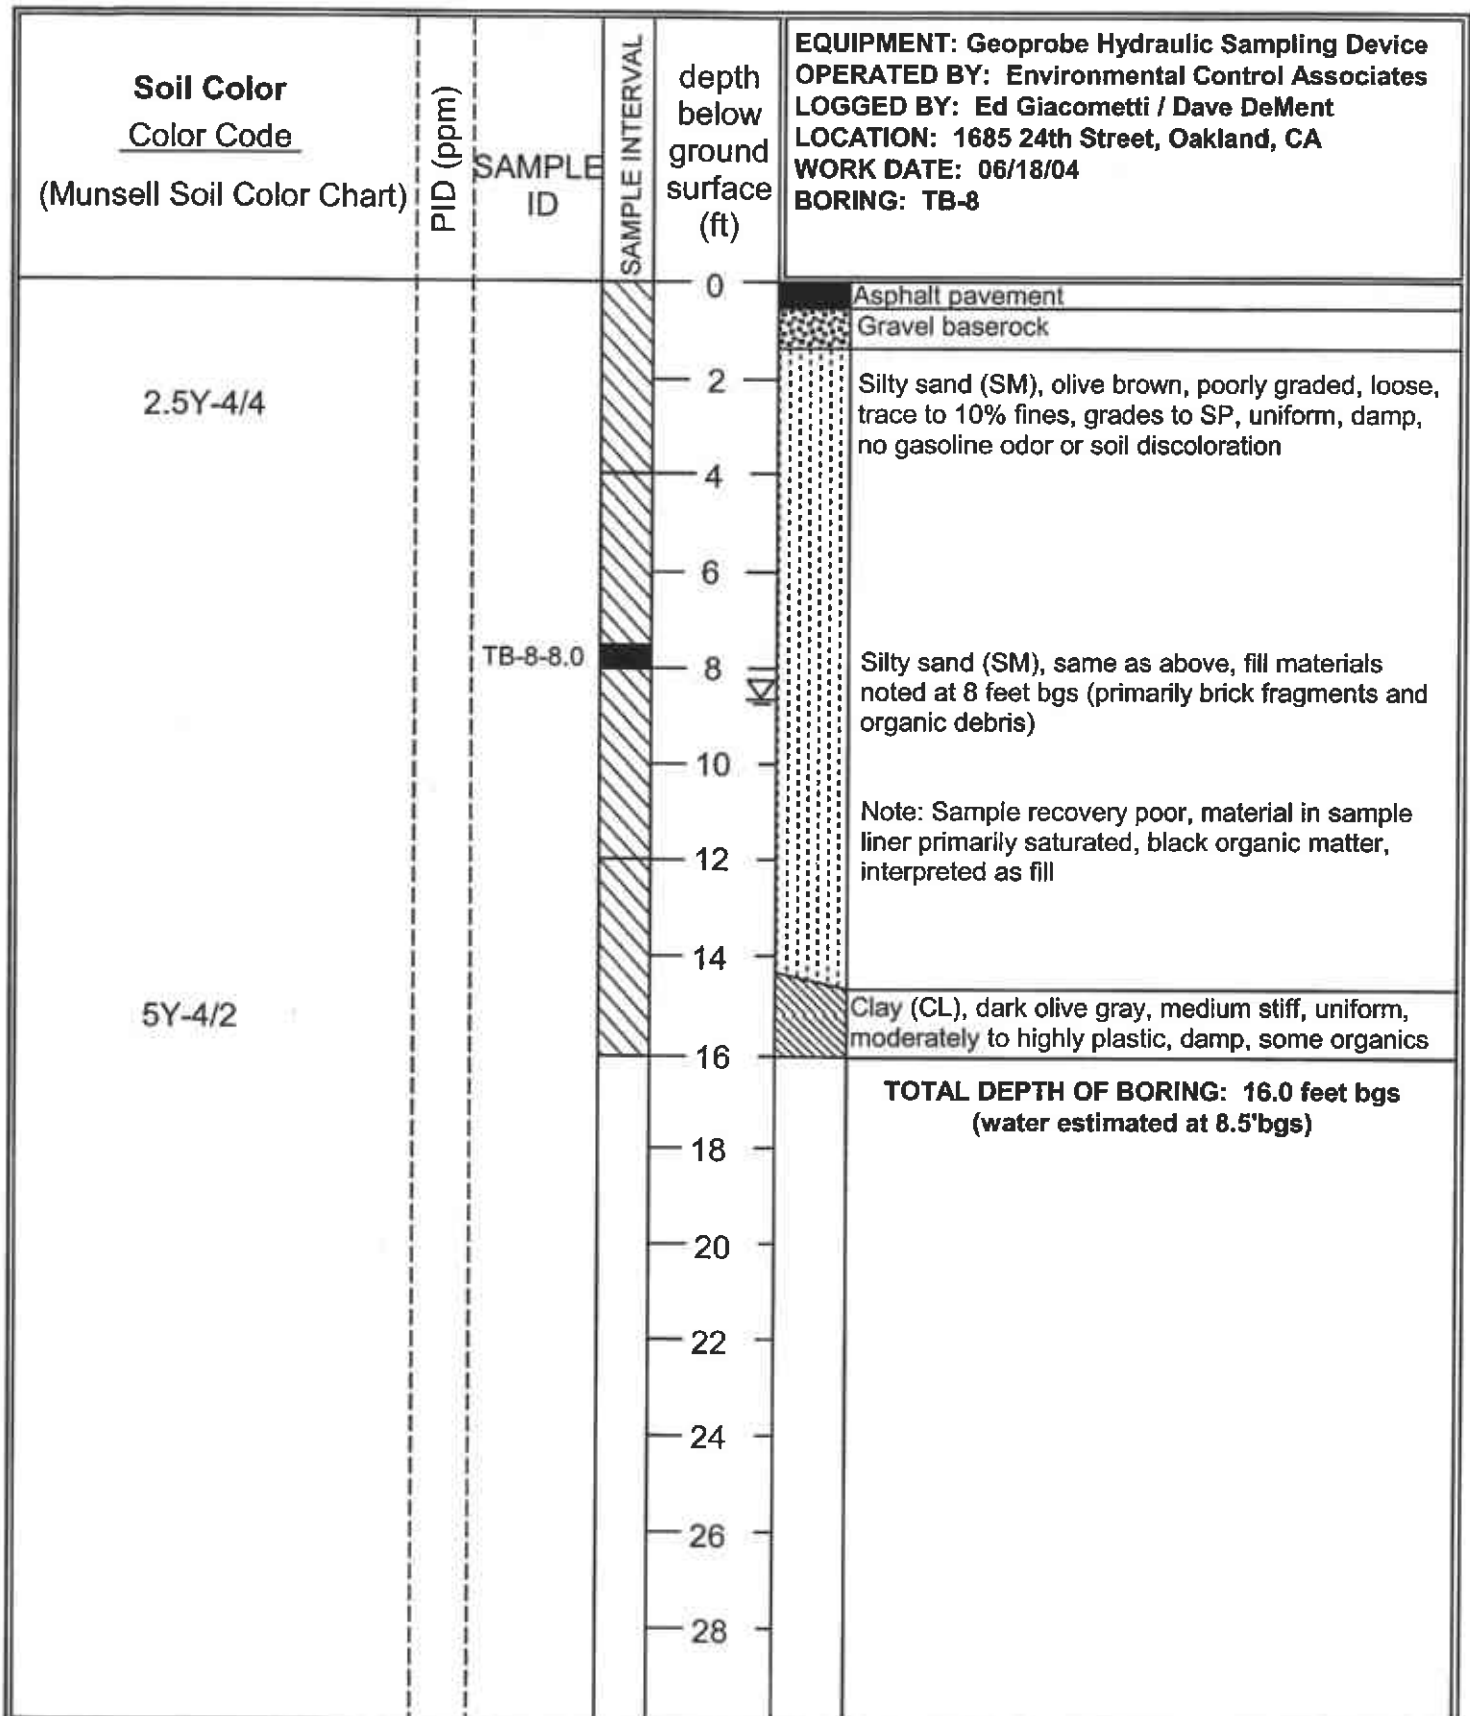 Soil Color
Color Code
(Munsell Soil Color Chart)
PID (ppm)
SAMPLE
ID
SAMPLE INTERVAL
depth
below
ground
surface
(ft)
EQUIPMENT: Geoprobe Hydraulic Sampling Device
OPERATED BY: Environmental Control Associates
LOGGED BY: Ed Giacometti / Dave DeMent
LOCATION: 1685 24th Street, Oakland, CA
WORK DATE: 06/18/04
BORING: TB-8
0
Asphalt pavement
Gravel baserock
2
2.5Y-4/4
Silty sand (SM), olive brown, poorly graded, loose,
trace to 10% fines, grades to SP, uniform, damp,
no gasoline odor or soil discoloration
4
6
TB-8-8.0
8
Silty sand (SM), same as above, fill materials
noted at 8 feet bgs (primarily brick fragments and
organic debris)
10
Note: Sample recovery poor, material in sample
liner primarily saturated, black organic matter,
interpreted as fill
12
14
5Y-4/2
Clay (CL), dark olive gray, medium stiff, uniform,
moderately to highly plastic, damp, some organics
16
TOTAL DEPTH OF BORING: 16.0 feet bgs
(water estimated at 8.5'bgs)
18
20
22
24
26
28